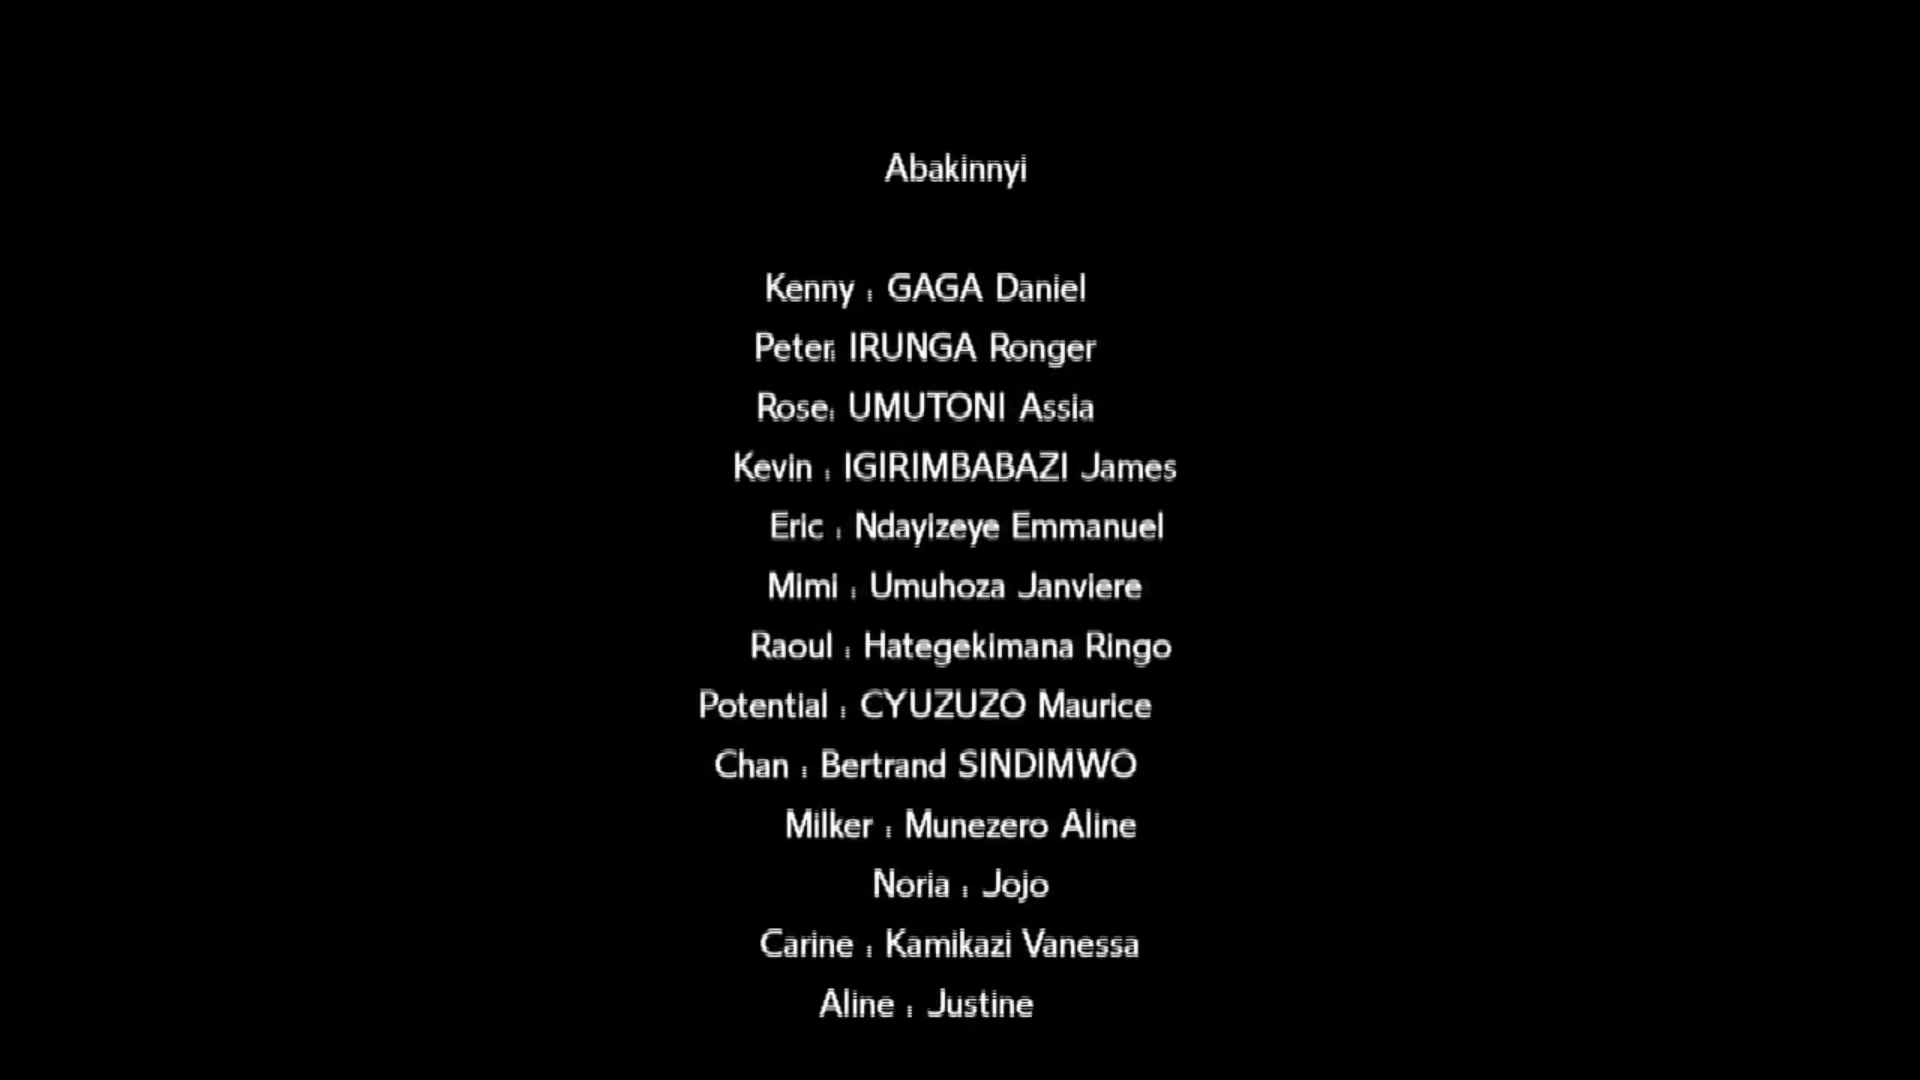 Abakinnyi
Kenny : GAGA Daniel
Peter: IRUNGA Ronger
Rose: UMUTONI Assia
Kevin : IGIRIMBABAZI James
Eric : Ndayizeye Emmanuel
Mimi : Umuhoza Janviere
Raoul : Hategekimana Ringo
Potential : CYUZUZO Maurice
Chan : Bertrand SINDIMWO
Milker : Munezero Aline
Noria : Jojo
Carine : Kamikazi Vanessa
Aline : Justine